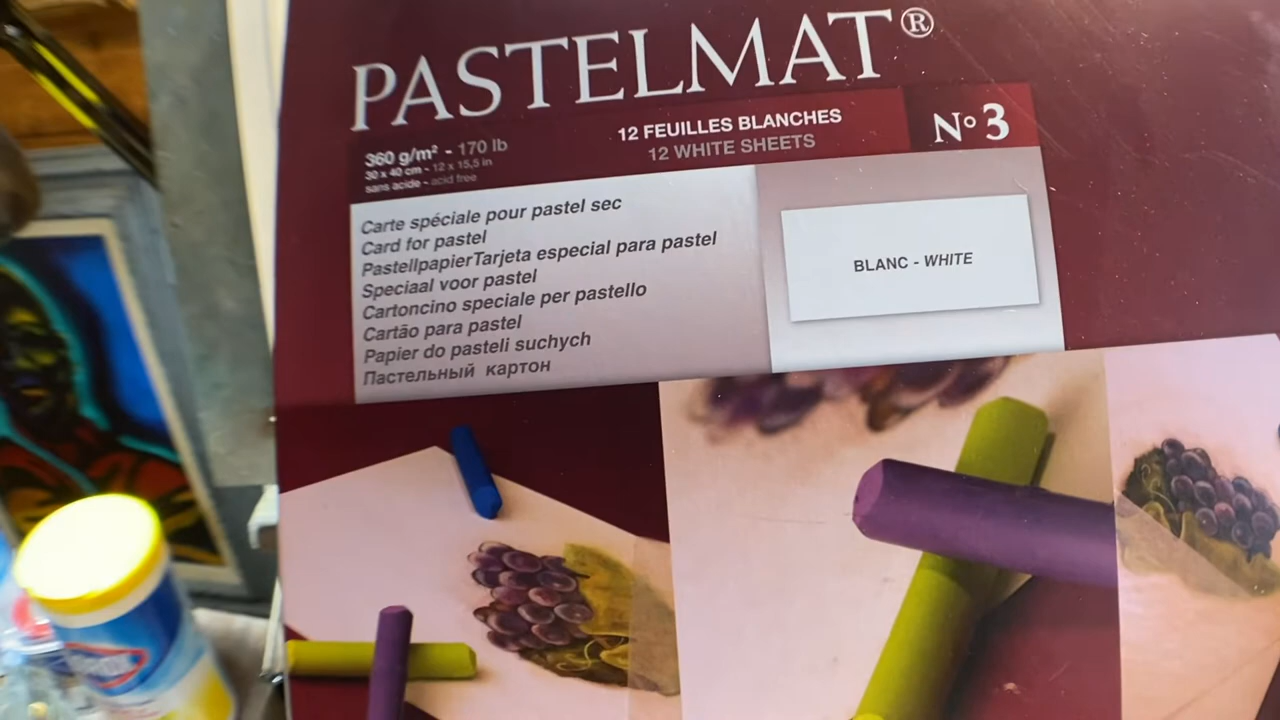 PASTELMAT®
360 g/m² - 170 lb
30 x 40 cm - 12 x 15,5 in
sans acide - acid free
12 FEUILLES BLANCHES
12 WHITE SHEETS
N°3
Carte spéciale pour pastel sec
Card for pastel
PastellpapierTarjeta especial para pastel
Speciaal voor pastel
Cartoncino speciale per pastello
Cartão para pastel
Papier do pasteli suchych
Пастельный картон
BLANC - WHITE